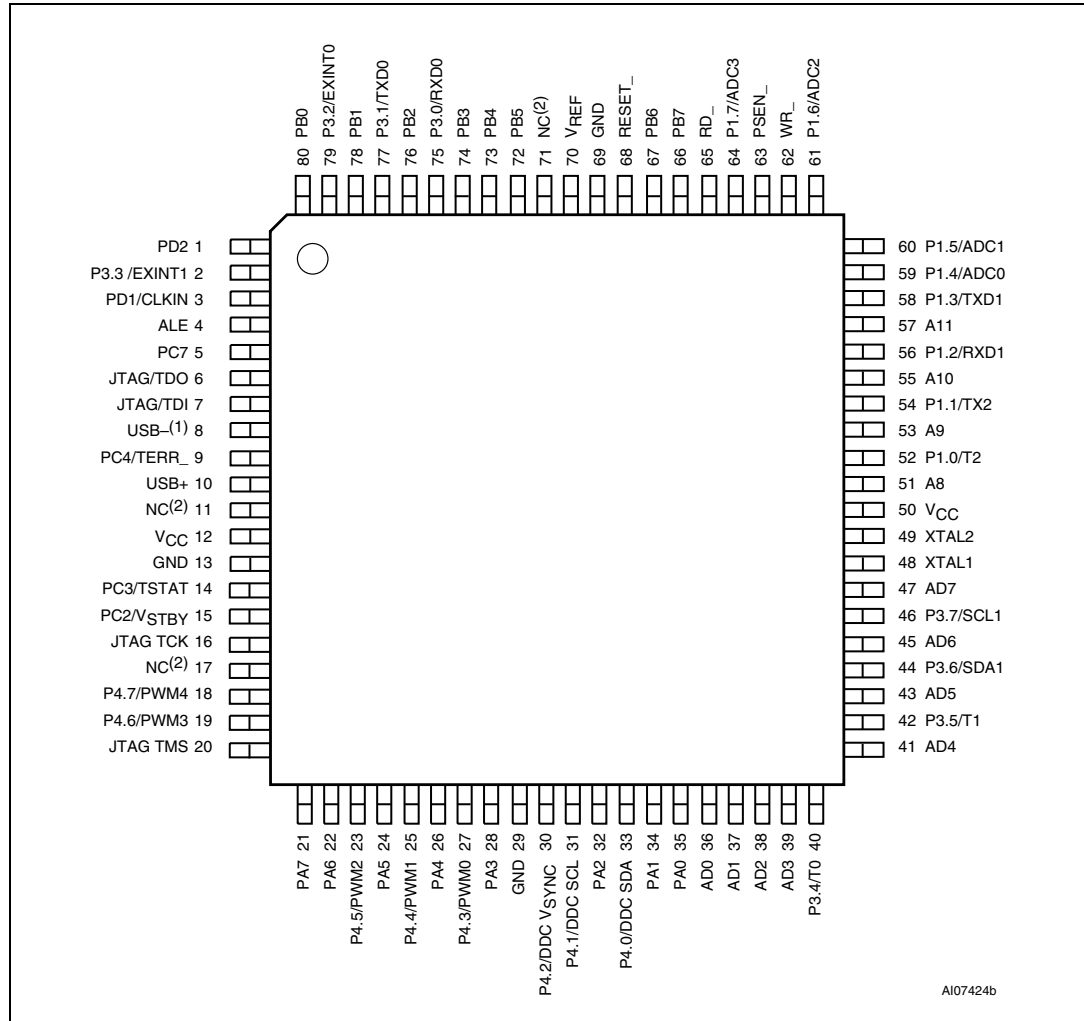 80 PB0
79 P3.2/EXINT0
78 PB1
77 P3.1/TXD0
76 PB2
75 P3.0/RXD0
74 PB3
73 PB4
72 PB5
71 NC(2)
70 VREF
69 GND
68 RESET_
67 PB6
66 PB7
65 RD_
64 P1.7/ADC3
63 PSEN_
62 WR_
61 P1.6/ADC2
PD2 1
P3.3 /EXINT1 2
PD1/CLKIN 3
ALE 4
PC7 5
JTAG/TDO 6
JTAG/TDI 7
USB–(1) 8
PC4/TERR_ 9
USB+ 10
NC(2) 11
VCC 12
GND 13
PC3/TSTAT 14
PC2/VSTBY 15
JTAG TCK 16
NC(2) 17
P4.7/PWM4 18
P4.6/PWM3 19
JTAG TMS 20
60 P1.5/ADC1
59 P1.4/ADC0
58 P1.3/TXD1
57 A11
56 P1.2/RXD1
55 A10
54 P1.1/TX2
53 A9
52 P1.0/T2
51 A8
50 VCC
49 XTAL2
48 XTAL1
47 AD7
46 P3.7/SCL1
45 AD6
44 P3.6/SDA1
43 AD5
42 P3.5/T1
41 AD4
PA7 21
PA6 22
P4.5/PWM2 23
PA5 24
P4.4/PWM1 25
PA4 26
P4.3/PWM0 27
PA3 28
GND 29
P4.2/DDC VSYNC 30
P4.1/DDC SCL 31
PA2 32
P4.0/DDC SDA 33
PA1 34
PA0 35
AD0 36
AD1 37
AD2 38
AD3 39
P3.4/T0 40
AI07424b